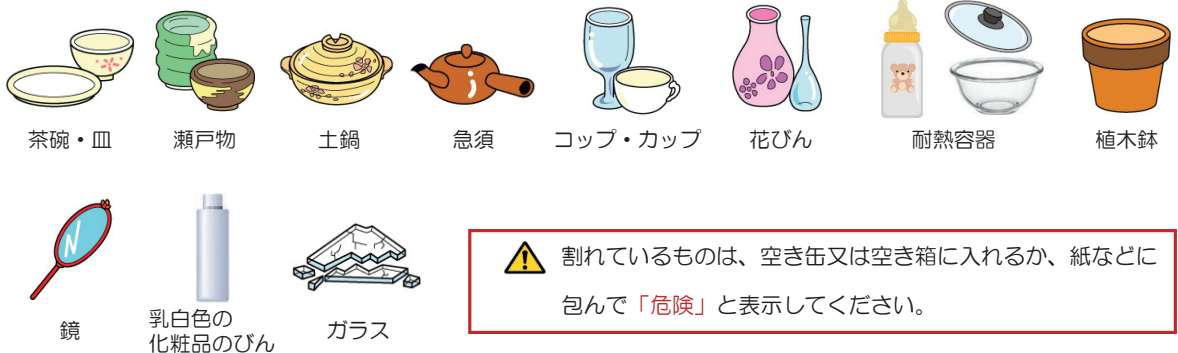 茶碗・皿
瀬戸物
土鍋
急須
コップ・カップ
花びん
耐熱容器
植木鉢
鏡
乳白色の
化粧品のびん
ガラス
割れているものは、空き缶又は空き箱に入れるか、紙などに
包んで「危険」と表示してください。